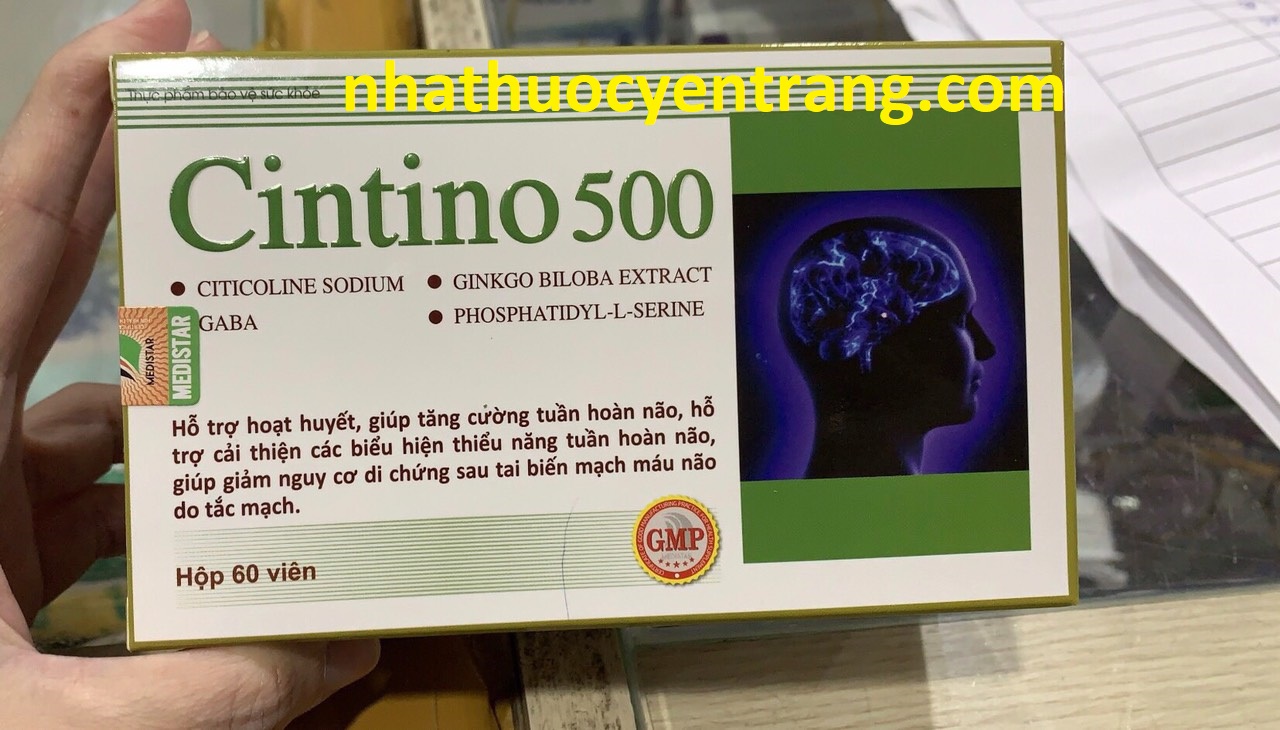 nhathuocyentrang.com
Thực phẩm bảo vệ sức khỏe
Cintino 500
• CITICOLINE SODIUM
• GINKGO BILOBA EXTRACT
GABA
• PHOSPHATIDYL-L-SERINE
MEDISTAR
MEDISTAR
Hỗ trợ hoạt huyết, giúp tăng cường tuần hoàn não, hỗ
trợ cải thiện các biểu hiện thiểu năng tuần hoàn não,
giúp giảm nguy cơ di chứng sau tai biến mạch máu não
do tắc mạch.
GMP
Hộp 60 viên